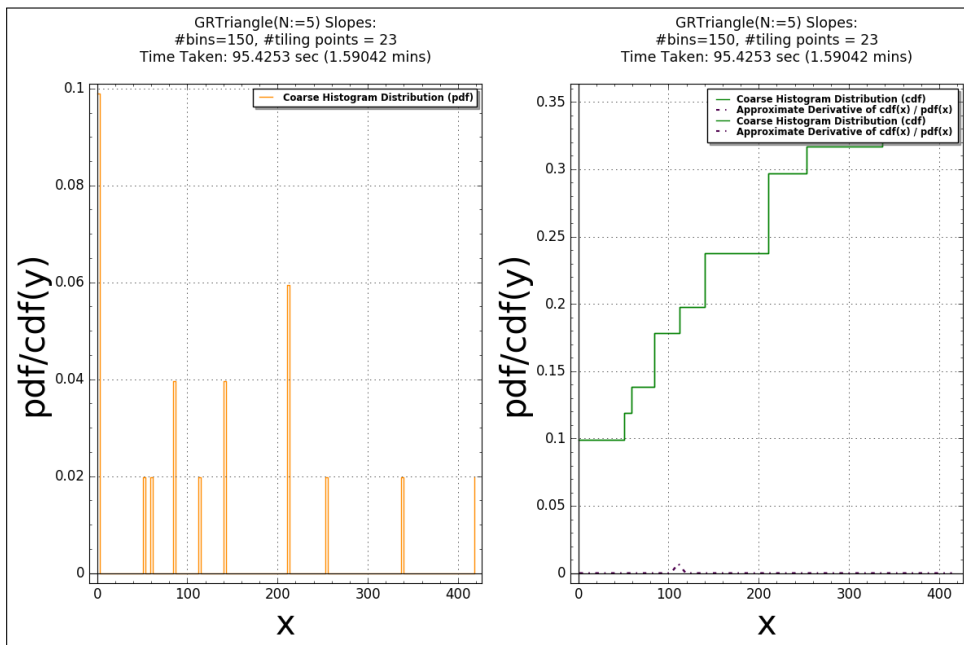 GRTriangle(N:=5) Slopes:
#bins=150, #tiling points = 23
Time Taken: 95.4253 sec (1.59042 mins)
Coarse Histogram Distribution (pdf)
pdf/cdf(y)
0.1
0.08
0.06
0.04
0.02
0
0
100
200
300
400
x
GRTriangle(N:=5) Slopes:
#bins=150, #tiling points = 23
Time Taken: 95.4253 sec (1.59042 mins)
Coarse Histogram Distribution (cdf)
Approximate Derivative of cdf(x) / pdf(x)
Coarse Histogram Distribution (cdf)
Approximate Derivative of cdf(x) / pdf(x)
pdf/cdf(y)
0.35
0.3
0.25
0.2
0.15
0.1
0.05
0
0
100
200
300
400
x